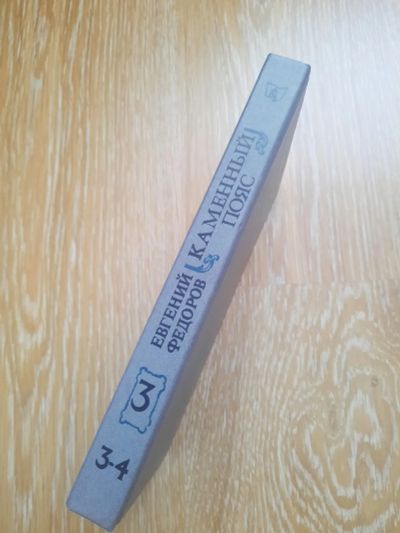 ЕВГЕНИЙ
ФЕДОРОВ
КАМЕННЫЙ
ПОЯС
3
3-4